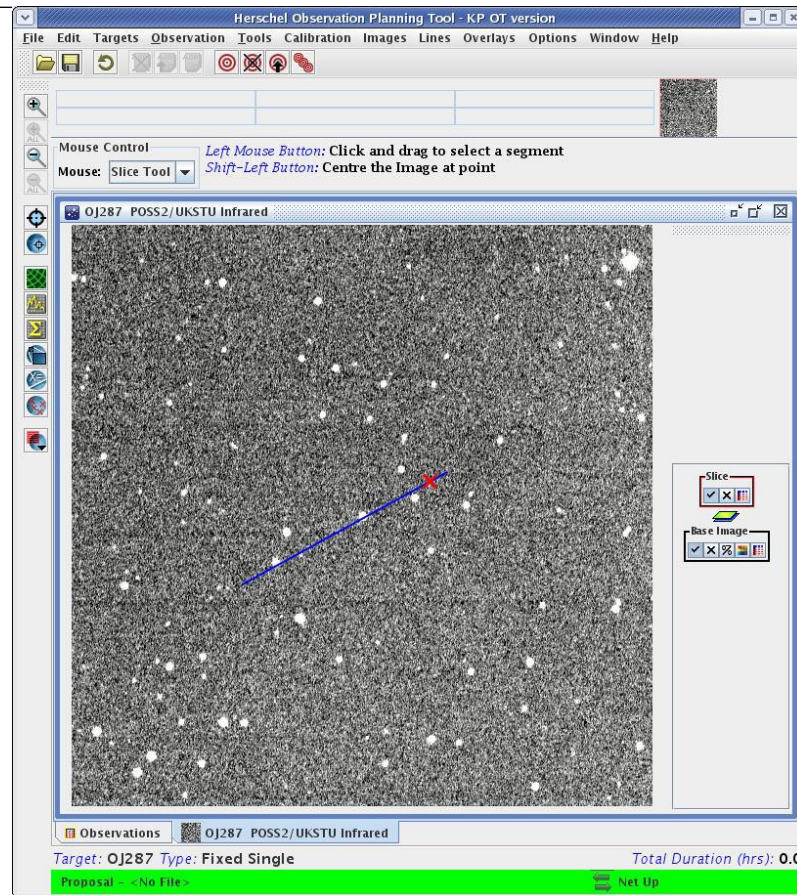 Herschel Observation Planning Tool - KP OT version
File Edit Targets Observation Tools Calibration Images Lines Overlays Options Window Help
Mouse Control
Mouse: Slice Tool
Left Mouse Button: Click and drag to select a segment
Shift-Left Button: Centre the Image at point
OJ287 POSS2/UKSTU Infrared
Slice
Base Image
Observations
OJ287 POSS2/UKSTU Infrared
Target: OJ287 Type: Fixed Single
Total Duration (hrs): 0.0
Proposal - <No File>
Net Up